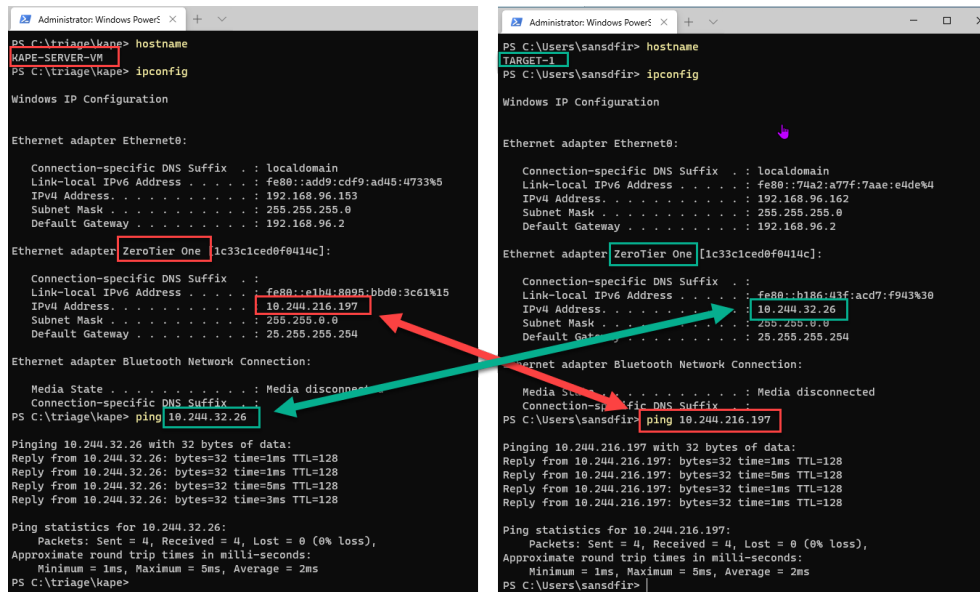 Administrator: Windows PowerS
PS C:\triage\kape> hostname
KAPE-SERVER-VM
PS C:\triage\kape> ipconfig
Windows IP Configuration
Ethernet adapter Ethernet0:
Connection-specific DNS Suffix . : localdomain
Link-local IPv6 Address . . . . . : fe80::add9:cdf9:ad45:4733%5
IPv4 Address. . . . . . . . . . . : 192.168.96.153
Subnet Mask . . . . . . . . . . . : 255.255.255.0
Default Gateway . . . . . . . . . : 192.168.96.2
Ethernet adapter ZeroTier One [1c33c1ced0f0414c]:
Connection-specific DNS Suffix . :
Link-local IPv6 Address . . . . . : fe80::e1b4:8095:bbd0:3c61%15
IPv4 Address. . . . . . . . . . . : 10.244.216.197
Subnet Mask . . . . . . . . . . . : 255.255.0.0
Default Gateway . . . . . . . . . : 25.255.255.254
Ethernet adapter Bluetooth Network Connection:
Media State . . . . . . . . . . . : Media disconnected
Connection-specific DNS Suffix . :
PS C:\triage\kape> ping 10.244.32.26
Pinging 10.244.32.26 with 32 bytes of data:
Reply from 10.244.32.26: bytes=32 time=1ms TTL=128
Reply from 10.244.32.26: bytes=32 time=1ms TTL=128
Reply from 10.244.32.26: bytes=32 time=5ms TTL=128
Reply from 10.244.32.26: bytes=32 time=3ms TTL=128
Ping statistics for 10.244.32.26:
Packets: Sent = 4, Received = 4, Lost = 0 (0% loss),
Approximate round trip times in milli-seconds:
Minimum = 1ms, Maximum = 5ms, Average = 2ms
PS C:\triage\kape>
Administrator: Windows PowerS
PS C:\Users\sansdfir> hostname
TARGET-1
PS C:\Users\sansdfir> ipconfig
Windows IP Configuration
Ethernet adapter Ethernet0:
Connection-specific DNS Suffix . : localdomain
Link-local IPv6 Address . . . . . : fe80::74a2:a77f:7aae:e4de%4
IPv4 Address. . . . . . . . . . . : 192.168.96.162
Subnet Mask . . . . . . . . . . . : 255.255.255.0
Default Gateway . . . . . . . . . : 192.168.96.2
Ethernet adapter ZeroTier One [1c33c1ced0f0414c]:
Connection-specific DNS Suffix . :
Link-local IPv6 Address . . . . . : fe80::b186:43f:acd7:f943%30
IPv4 Address. . . . . . . . . . . : 10.244.32.26
Subnet Mask . . . . . . . . . . . : 255.255.0.0
Default Gateway . . . . . . . . . : 25.255.255.254
Ethernet adapter Bluetooth Network Connection:
Media State . . . . . . . . . . . : Media disconnected
Connection-specific DNS Suffix . :
PS C:\Users\sansdfir> ping 10.244.216.197
Pinging 10.244.216.197 with 32 bytes of data:
Reply from 10.244.216.197: bytes=32 time=1ms TTL=128
Reply from 10.244.216.197: bytes=32 time=5ms TTL=128
Reply from 10.244.216.197: bytes=32 time=1ms TTL=128
Reply from 10.244.216.197: bytes=32 time=1ms TTL=128
Ping statistics for 10.244.216.197:
Packets: Sent = 4, Received = 4, Lost = 0 (0% loss),
Approximate round trip times in milli-seconds:
Minimum = 1ms, Maximum = 5ms, Average = 2ms
PS C:\Users\sansdfir>